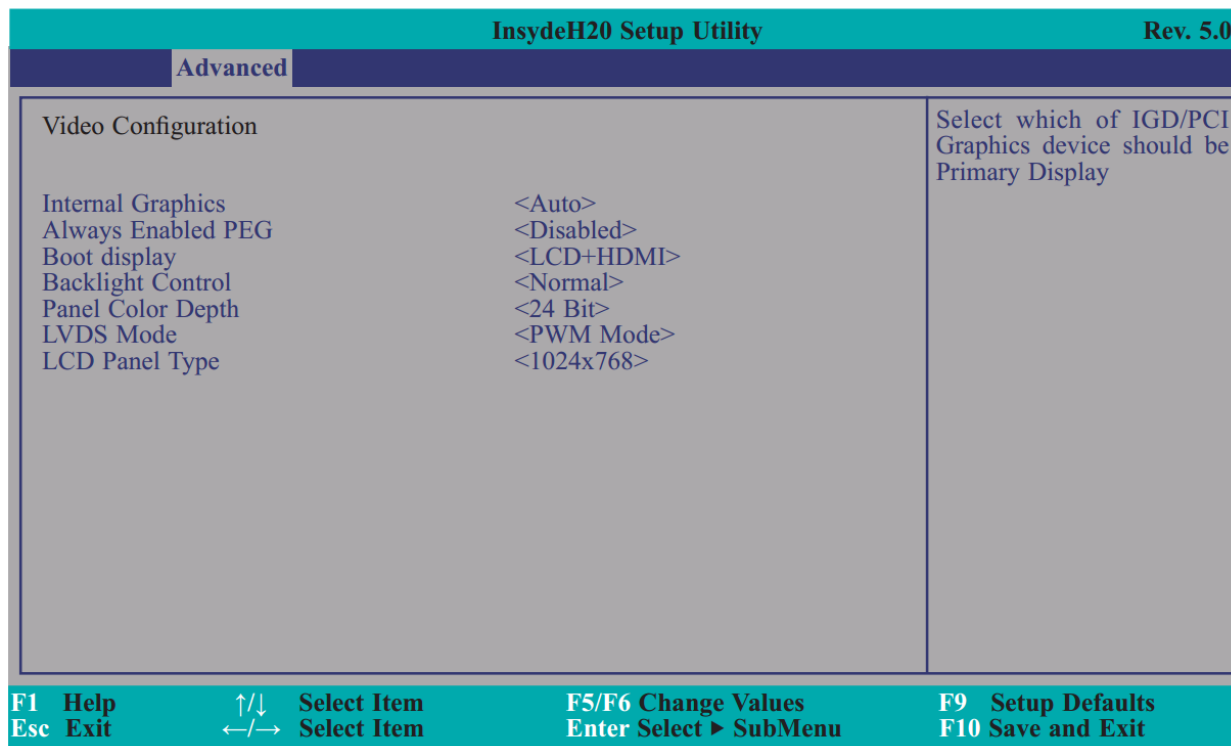 InsydeH20 Setup Utility Rev. 5.0
Advanced
Video Configuration
Internal Graphics <Auto>
Always Enabled PEG <Disabled>
Boot display <LCD+HDMI>
Backlight Control <Normal>
Panel Color Depth <24 Bit>
LVDS Mode <PWM Mode>
LCD Panel Type <1024x768>
Select which of IGD/PCI
Graphics device should be
Primary Display
F1 Help ↑/↓ Select Item F5/F6 Change Values F9 Setup Defaults
Esc Exit ←/→ Select Item Enter Select ▶ SubMenu F10 Save and Exit